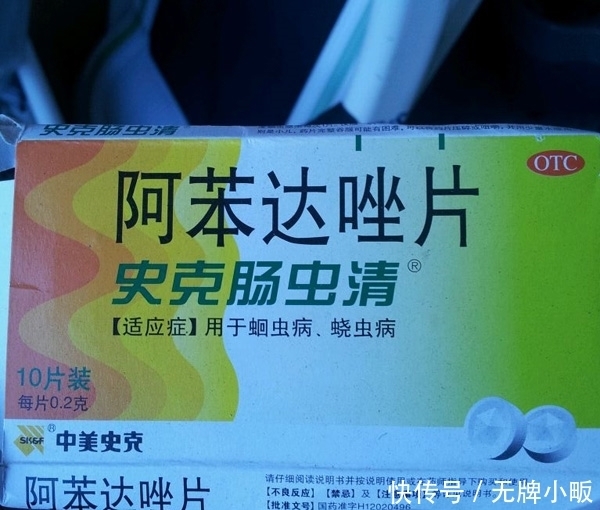 史克肠虫清
OTC
阿苯达唑片
史克肠虫清®
【适应症】用于蛔虫病、蛲虫病
10片装
每片0.2克
SK&F® 中美史克
阿苯达唑片
请仔细阅读说明书并按说明使
【不良反应】【禁忌】及【注
【批准文号】国药准字H12020496
快传号 / 无牌小畈